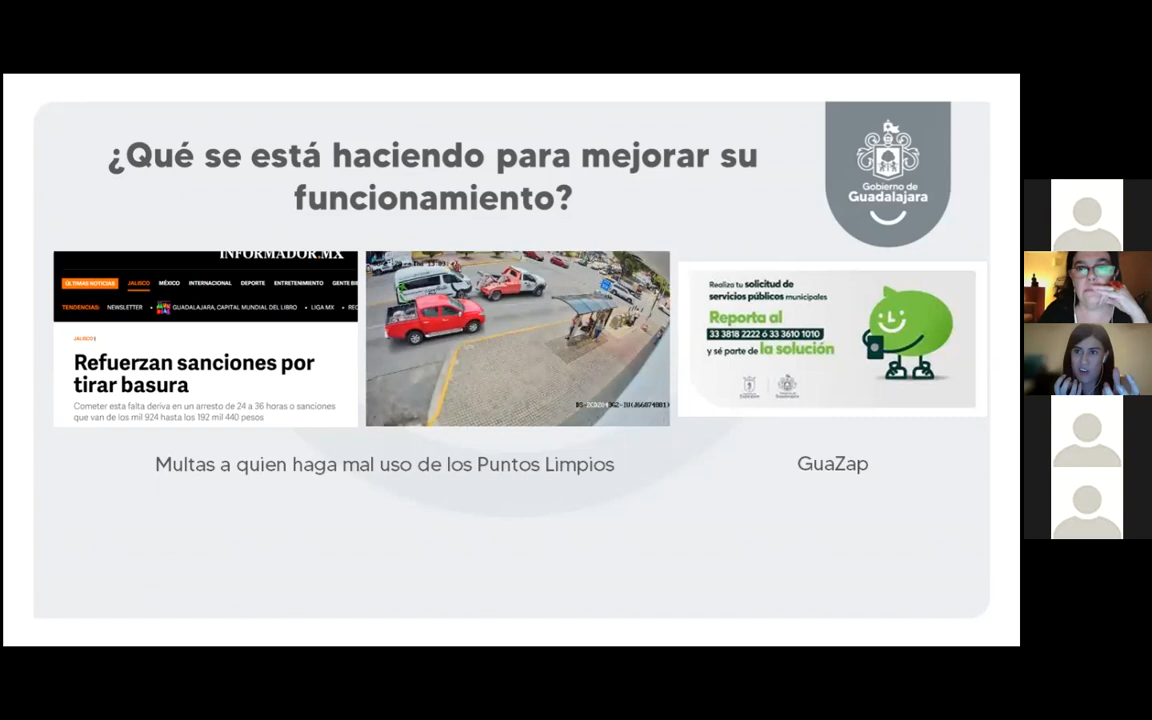 ¿Qué se está haciendo para mejorar su
funcionamiento?
Gobierno de
Guadalajara
INFORMADOR.MX
ÚLTIMAS NOTICIAS JALISCO MÉXICO INTERNACIONAL DEPORTE ENTRETENIMIENTO GENTE BI
TENDENCIAS: NEWSLETTER • GUADALAJARA, CAPITAL MUNDIAL DEL LIBRO • LIGA MX • REC
JALISCO |
Refuerzan sanciones por
tirar basura
Cometer esta falta deriva en un arresto de 24 a 36 horas o sanciones
que van de los mil 924 hasta los 192 mil 440 pesos
Realiza tu solicitud de
servicios públicos municipales
Reporta al
33 3818 2222 ó 33 3610 1010
y sé parte de la solución
Multas a quien haga mal uso de los Puntos Limpios
GuaZap